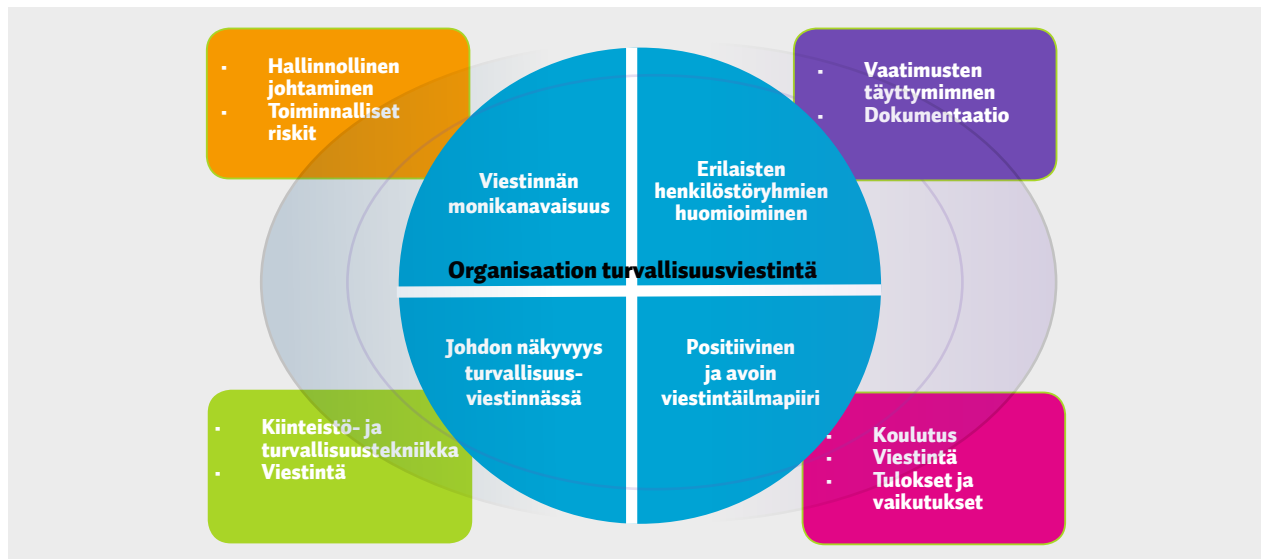 ▪ Hallinnollinen
johtaminen
▪ Toiminnalliset
riskit
▪ Vaatimusten
täyttymimnen
▪ Dokumentaatio
Viestinnän
monikanavaisuus
Erilaisten
henkilöstöryhmien
huomioiminen
Organisaation turvallisuusviestintä
Johdon näkyvyys
turvallisuus-
viestinnässä
Positiivinen
ja avoin
viestintäilmapiiri
▪ Kiinteistö- ja
turvallisuustekniikka
▪ Viestintä
▪ Koulutus
▪ Viestintä
▪ Tulokset ja
vaikutukset